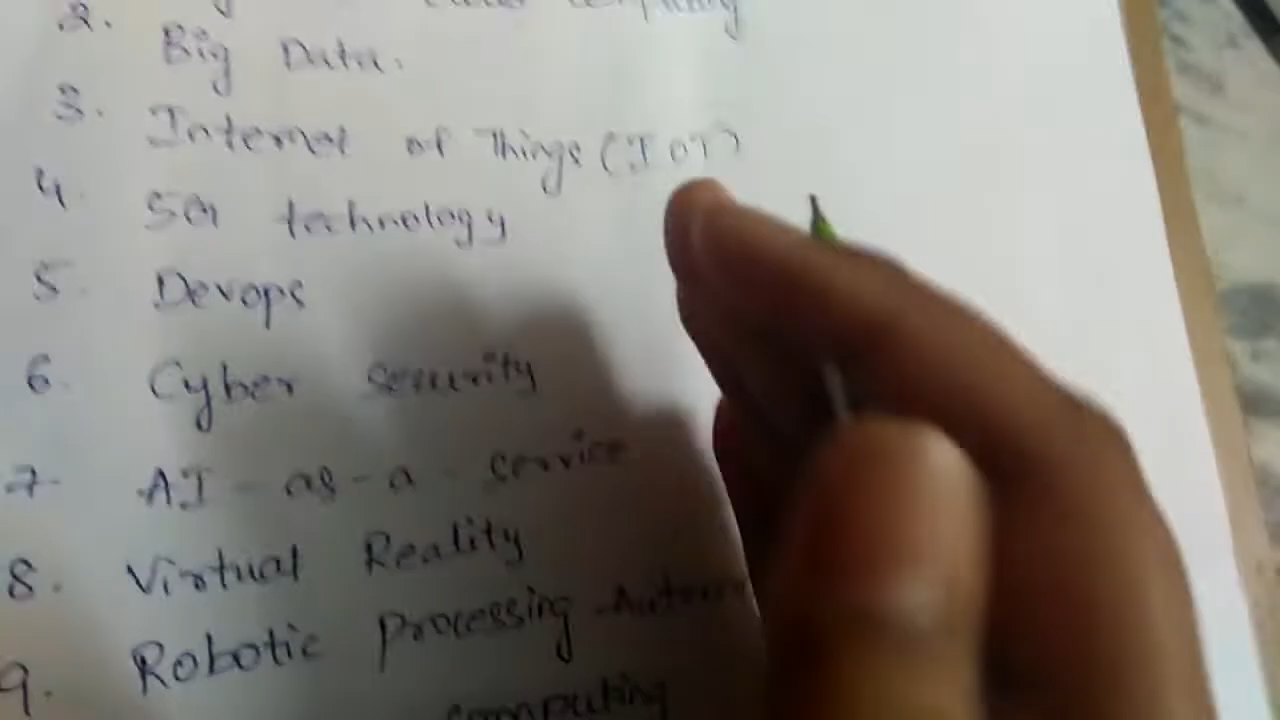 2.
Big Data.
3. Internet of Things (IOT)
4. 5G technology
5. Devops
6. Cyber security
7. AI-as-a-service
8. Virtual Reality
9. Robotic Processing
computing